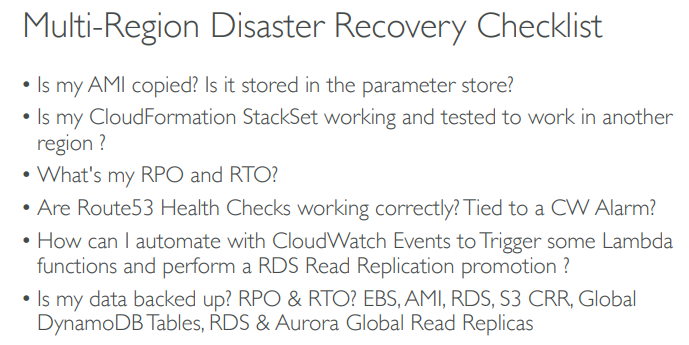 Multi-Region Disaster Recovery Checklist
• Is my AMI copied? Is it stored in the parameter store?
• Is my CloudFormation StackSet working and tested to work in another
region ?
• What's my RPO and RTO?
• Are Route53 Health Checks working correctly? Tied to a CW Alarm?
• How can I automate with CloudWatch Events to Trigger some Lambda
functions and perform a RDS Read Replication promotion ?
• Is my data backed up? RPO & RTO? EBS, AMI, RDS, S3 CRR, Global
DynamoDB Tables, RDS & Aurora Global Read Replicas